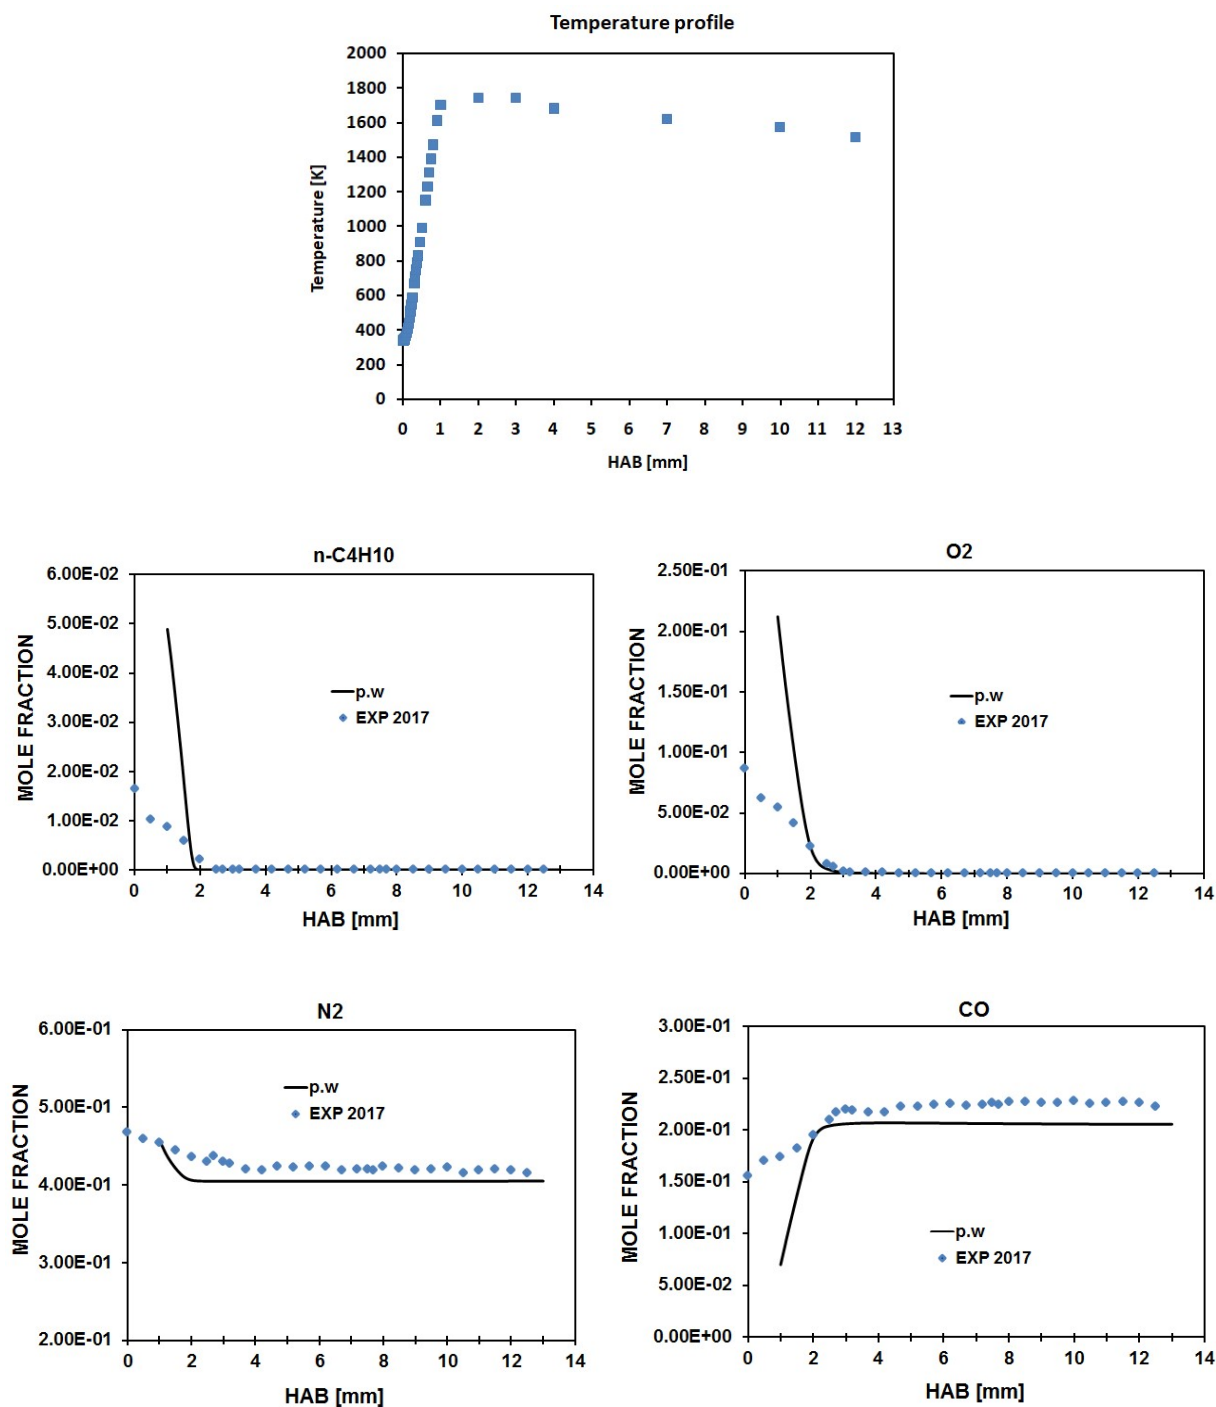 Temperature profile
2000
1800
1600
1400
1200
1000
800
600
400
200
0
Temperature [K]
0 1 2 3 4 5 6 7 8 9 10 11 12 13
HAB [mm]
n-C4H10
6.00E-02
5.00E-02
4.00E-02
3.00E-02
2.00E-02
1.00E-02
0.00E+00
MOLE FRACTION
p.w
EXP 2017
0 2 4 6 8 10 12 14
HAB [mm]
O2
2.50E-01
2.00E-01
1.50E-01
1.00E-01
5.00E-02
0.00E+00
MOLE FRACTION
p.w
EXP 2017
0 2 4 6 8 10 12 14
HAB [mm]
N2
6.00E-01
5.00E-01
4.00E-01
3.00E-01
2.00E-01
MOLE FRACTION
p.w
EXP 2017
0 2 4 6 8 10 12 14
HAB [mm]
CO
3.00E-01
2.50E-01
2.00E-01
1.50E-01
1.00E-01
5.00E-02
0.00E+00
MOLE FRACTION
p.w
EXP 2017
0 2 4 6 8 10 12 14
HAB [mm]